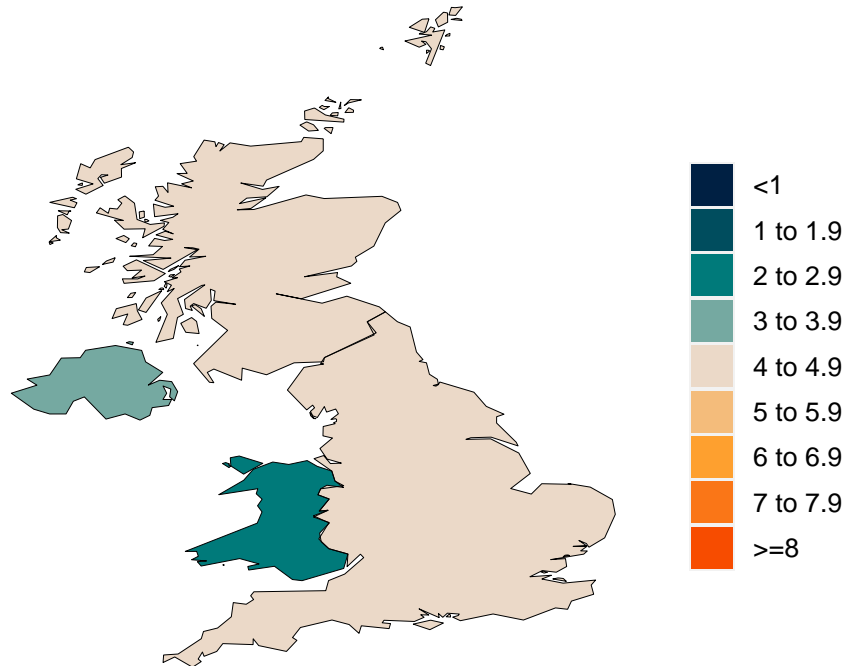 <1
1 to 1.9
2 to 2.9
3 to 3.9
4 to 4.9
5 to 5.9
6 to 6.9
7 to 7.9
>=8